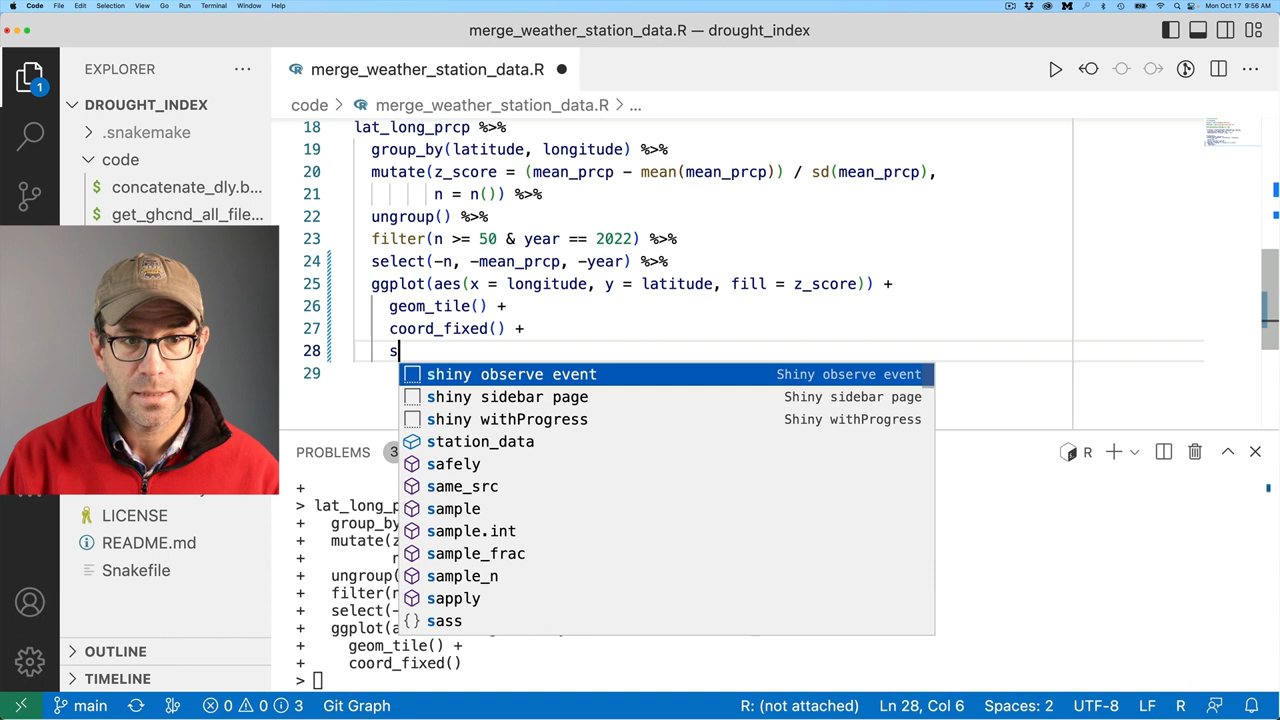 Code File Edit Selection View Go Run Terminal Window Help Mon Oct 17 9:56 AM
merge_weather_station_data.R — drought_index
EXPLORER
merge_weather_station_data.R
1
DROUGHT_INDEX
code > merge_weather_station_data.R > ...
.snakemake
code
concatenate_dly.b...
get_ghcnd_all_file...
18 lat_long_prcp %>%
19 group_by(latitude, longitude) %>%
20 mutate(z_score = (mean_prcp - mean(mean_prcp)) / sd(mean_prcp),
21 n = n()) %>%
22 ungroup() %>%
23 filter(n >= 50 & year == 2022) %>%
24 select(-n, -mean_prcp, -year) %>%
25 ggplot(aes(x = longitude, y = latitude, fill = z_score)) +
26 geom_tile() +
27 coord_fixed() +
28 s
29
shiny observe event Shiny observe event
shiny sidebar page Shiny sidebar page
shiny withProgress Shiny withProgress
station_data
safely
same_src
sample
sample.int
sample_frac
sample_n
sapply
sass
PROBLEMS 3
R
+
> lat_long_p
+ group_by
+ mutate(z
+ n
+ ungroup(
+ filter(n
+ select(-
+ ggplot(a
+ geom_tile() +
+ coord_fixed()
>
LICENSE
README.md
Snakefile
OUTLINE
TIMELINE
main 0 0 3 Git Graph R: (not attached) Ln 28, Col 6 Spaces: 2 UTF-8 LF R